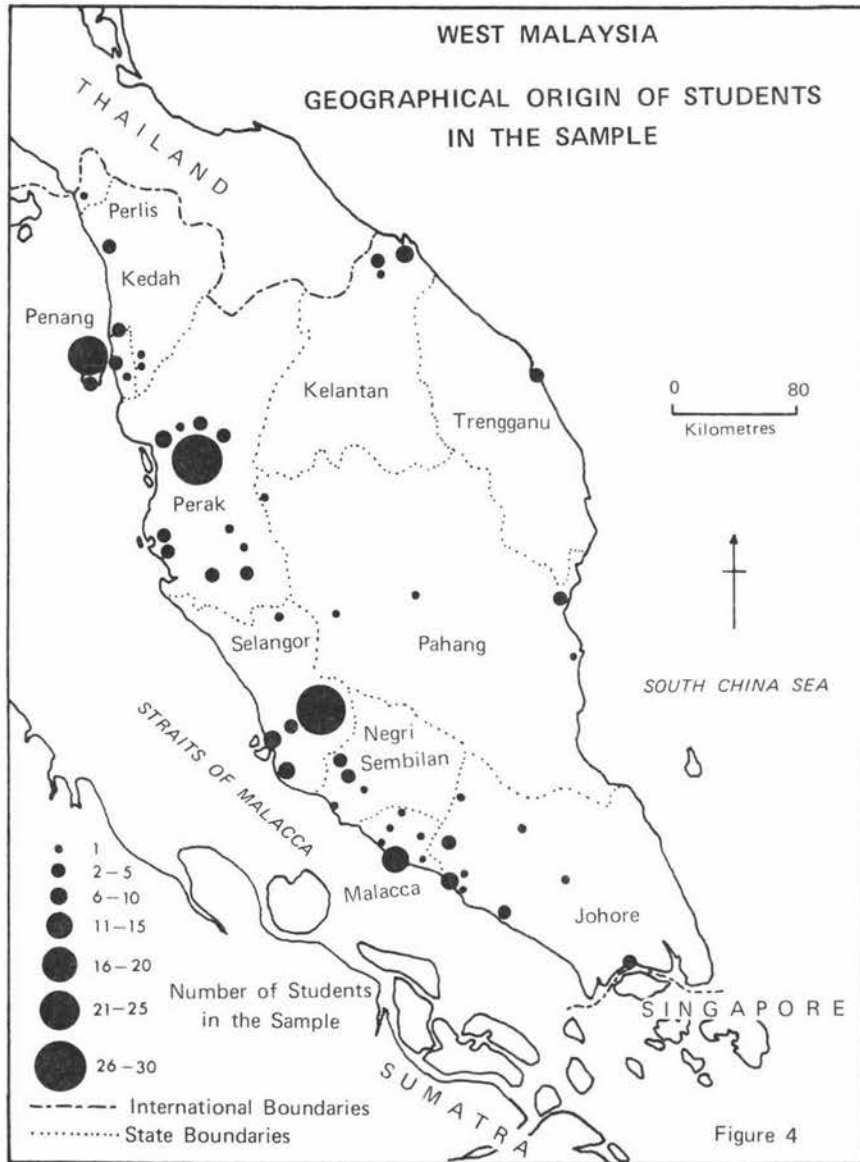 WEST MALAYSIA
GEOGRAPHICAL ORIGIN OF STUDENTS
IN THE SAMPLE
THAILAND
Perlis
Kedah
Penang
Kelantan
Trengganu
0 80
Kilometres
Perak
Selangor
Pahang
SOUTH CHINA SEA
STRAITS OF MALACCA
Negri
Sembilan
Malacca
Johore
SINGAPORE
SUMATRA
1
2–5
6–10
11–15
16–20
21–25
26–30
Number of Students
in the Sample
International Boundaries
State Boundaries
Figure 4